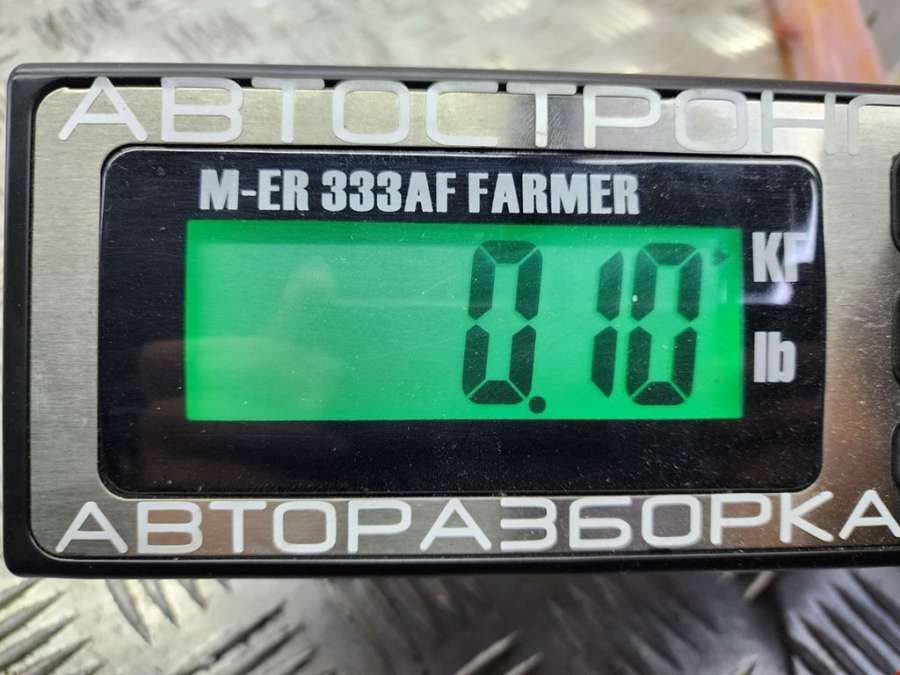 АВТОСТРОНГ
M-ER 333AF FARMER
0.10
КГ
lb
АВТОРАЗБОРКА